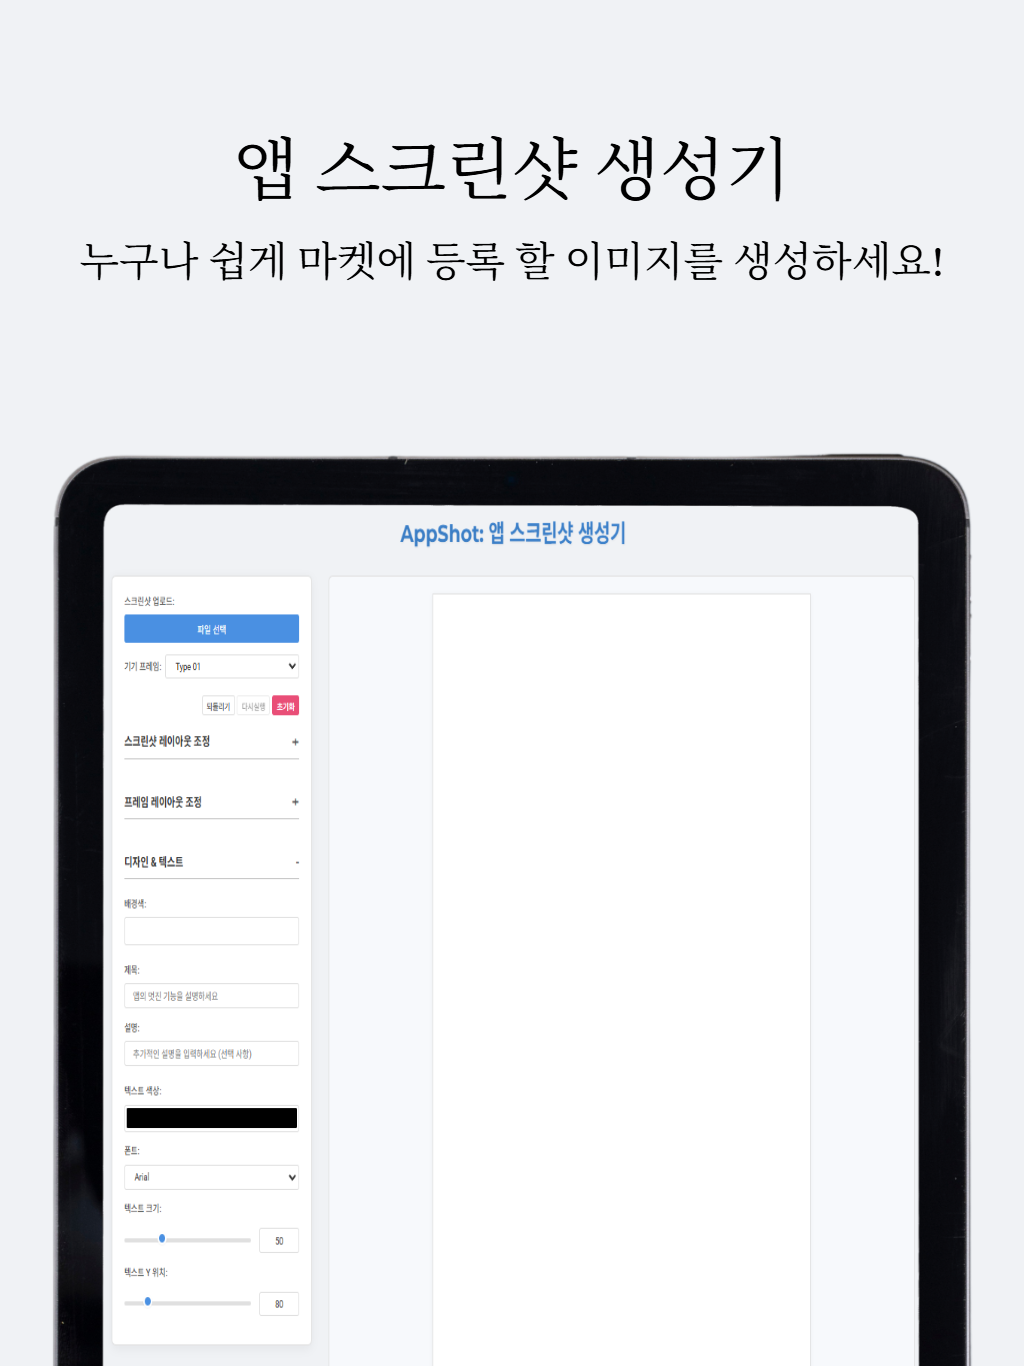 앱 스크린샷 생성기
누구나 쉽게 마켓에 등록 할 이미지를 생성하세요!
AppShot: 앱 스크린샷 생성기
스크린샷 업로드:
파일 선택
기기 프레임: Type 01
되돌리기 다시실행 초기화
스크린샷 레이아웃 조정 +
프레임 레이아웃 조정 +
디자인 & 텍스트 -
배경색:
제목:
앱의 멋진 기능을 설명하세요
설명:
추가적인 설명을 입력하세요 (선택 사항)
텍스트 색상:
폰트:
Arial
텍스트 크기:
50
텍스트 Y 위치:
80